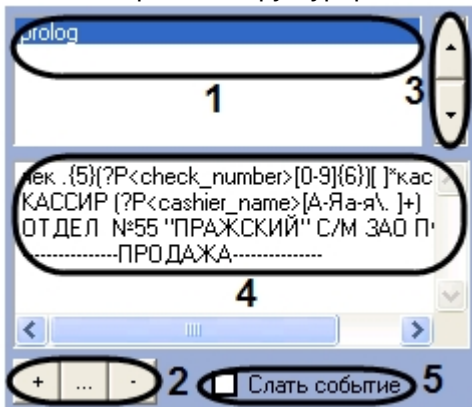 prolog
1
3
чек .{5}(?P<check_number>[0-9]{6})[ ]*кас
КАССИР (?P<cashier_name>[А-Яа-я\. ]+)
ОТДЕЛ №55 "ПРАЖСКИЙ" С/М ЗАО
---------------ПРОДАЖА---------------
4
+ ... - 2 Слать событие 5